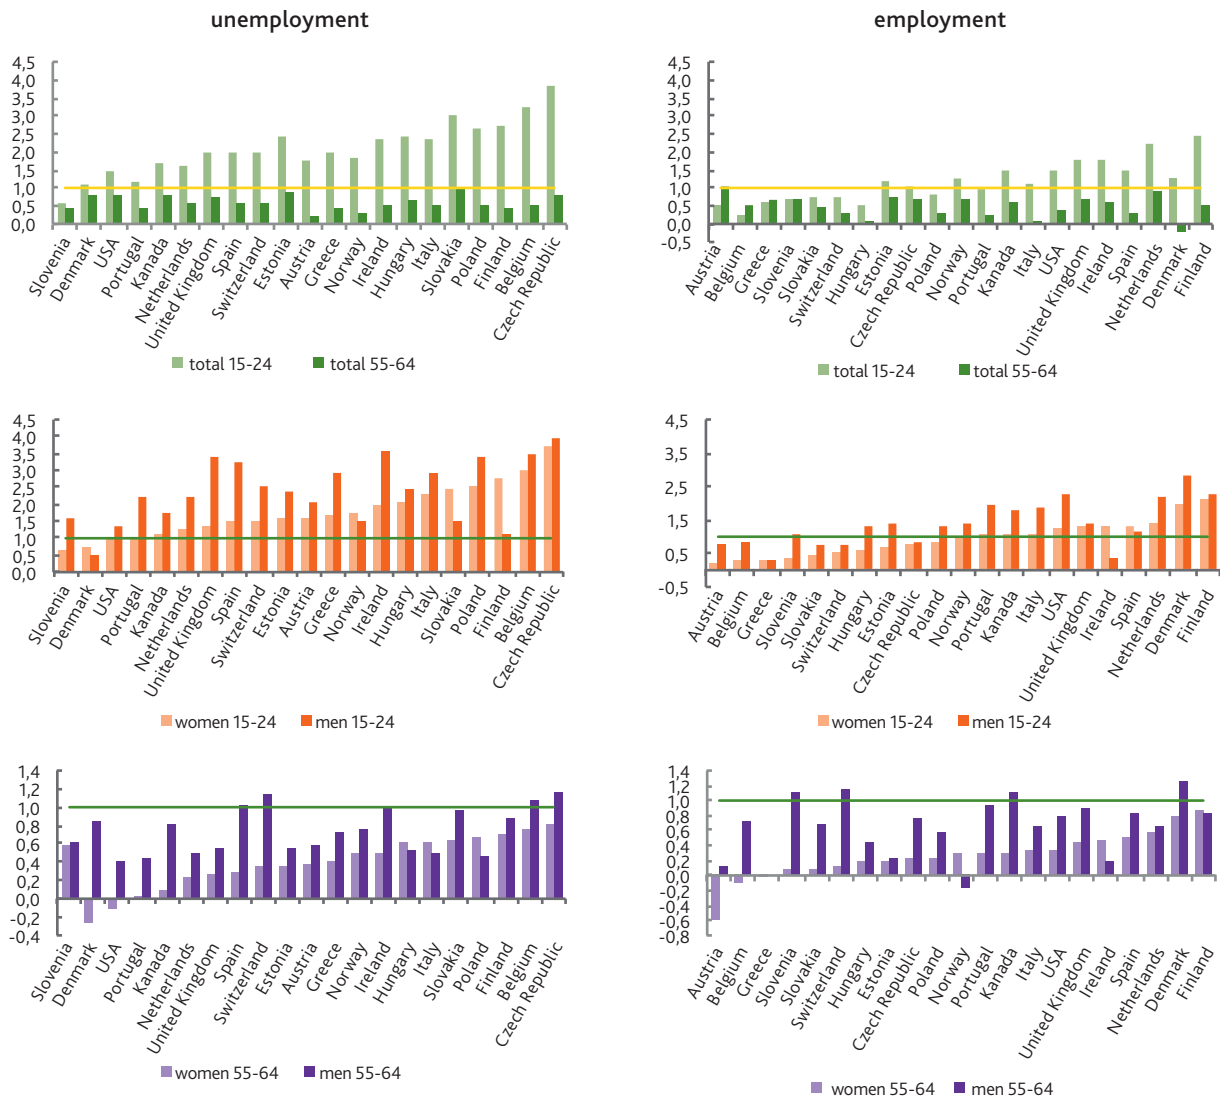 unemployment
4,5
4,0
3,5
3,0
2,5
2,0
1,5
1,0
0,5
0,0
Slovenia
Denmark
USA
Portugal
Kanada
Netherlands
United Kingdom
Spain
Switzerland
Estonia
Austria
Greece
Norway
Ireland
Hungary
Italy
Slovakia
Poland
Finland
Belgium
Czech Republic
total 15-24
total 55-64
employment
4,5
4,0
3,5
3,0
2,5
2,0
1,5
1,0
0,5
0,0
-0,5
Austria
Belgium
Greece
Slovenia
Slovakia
Switzerland
Hungary
Estonia
Czech Republic
Poland
Norway
Portugal
Kanada
Italy
USA
United Kingdom
Ireland
Spain
Netherlands
Denmark
Finland
total 15-24
total 55-64
4,5
4,0
3,5
3,0
2,5
2,0
1,5
1,0
0,5
0,0
Slovenia
Denmark
USA
Portugal
Kanada
Netherlands
United Kingdom
Spain
Switzerland
Estonia
Austria
Greece
Norway
Ireland
Hungary
Italy
Slovakia
Poland
Finland
Belgium
Czech Republic
women 15-24
men 15-24
4,5
3,5
2,5
1,5
0,5
-0,5
Austria
Belgium
Greece
Slovenia
Slovakia
Switzerland
Hungary
Estonia
Czech Republic
Poland
Norway
Portugal
Kanada
Italy
USA
United Kingdom
Ireland
Spain
Netherlands
Denmark
Finland
women 15-24
men 15-24
1,4
1,2
1,0
0,8
0,6
0,4
0,2
0,0
-0,2
-0,4
Slovenia
Denmark
USA
Portugal
Kanada
Netherlands
United Kingdom
Spain
Switzerland
Estonia
Austria
Greece
Norway
Ireland
Hungary
Italy
Slovakia
Poland
Finland
Belgium
Czech Republic
women 55-64
men 55-64
1,4
1,2
1,0
0,8
0,6
0,4
0,2
0,0
-0,2
-0,4
-0,6
-0,8
Austria
Belgium
Greece
Slovenia
Slovakia
Switzerland
Hungary
Estonia
Czech Republic
Poland
Norway
Portugal
Kanada
Italy
USA
United Kingdom
Ireland
Spain
Netherlands
Denmark
Finland
women 55-64
men 55-64